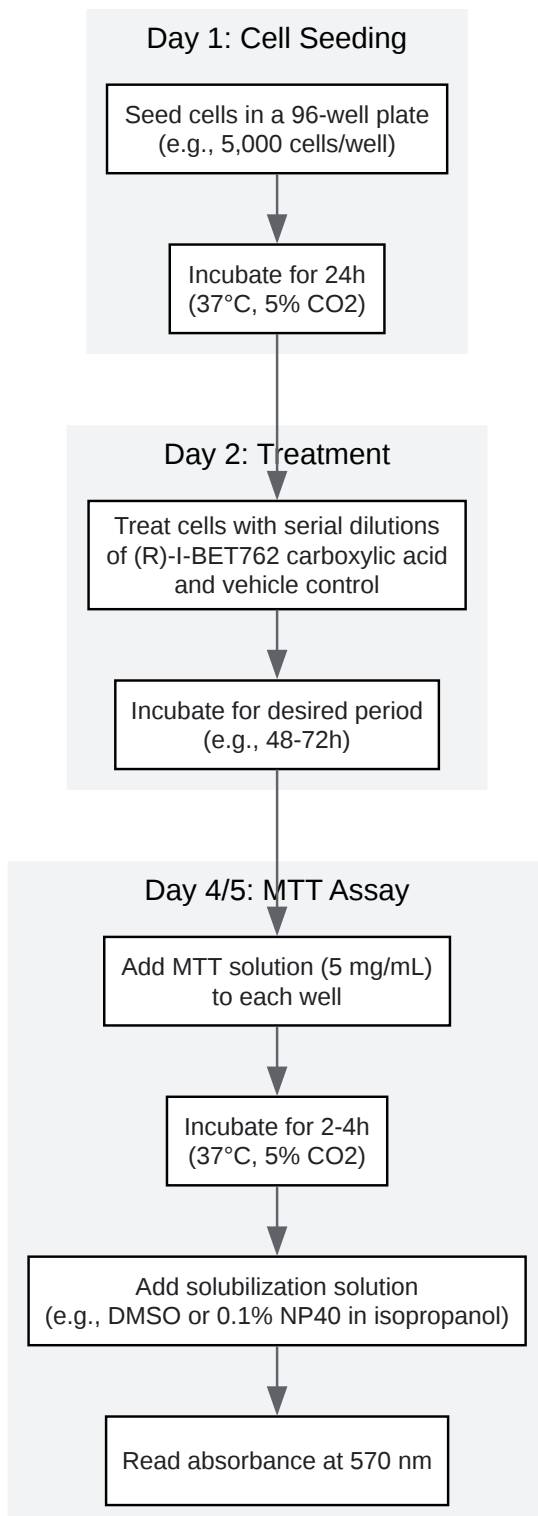 Day 1: Cell Seeding
Seed cells in a 96-well plate
(e.g., 5,000 cells/well)
Incubate for 24h
(37°C, 5% CO2)
Day 2: Treatment
Treat cells with serial dilutions
of (R)-I-BET762 carboxylic acid
and vehicle control
Incubate for desired period
(e.g., 48-72h)
Day 4/5: MTT Assay
Add MTT solution (5 mg/mL)
to each well
Incubate for 2-4h
(37°C, 5% CO2)
Add solubilization solution
(e.g., DMSO or 0.1% NP40 in isopropanol)
Read absorbance at 570 nm